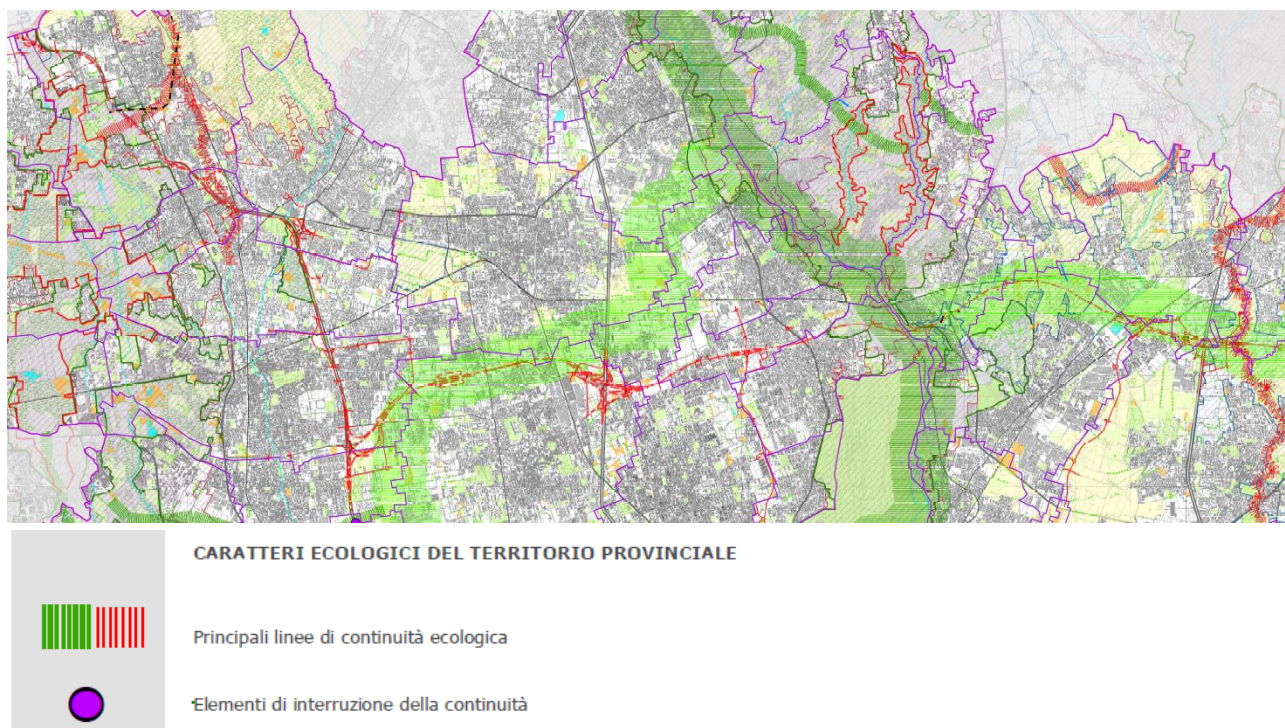 CARATTERI ECOLOGICI DEL TERRITORIO PROVINCIALE
Principali linee di continuità ecologica
Elementi di interruzione della continuità